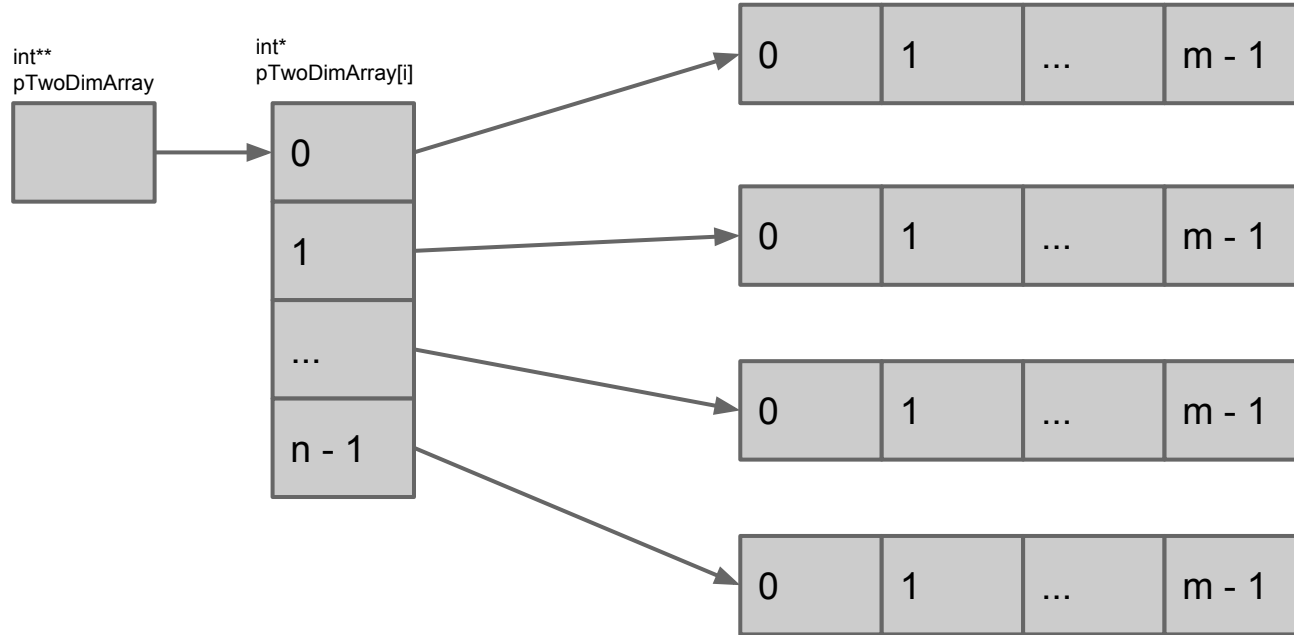 int**
pTwoDimArray
int*
pTwoDimArray[i]
0
1
...
n - 1
0 1 ... m - 1
0 1 ... m - 1
0 1 ... m - 1
0 1 ... m - 1